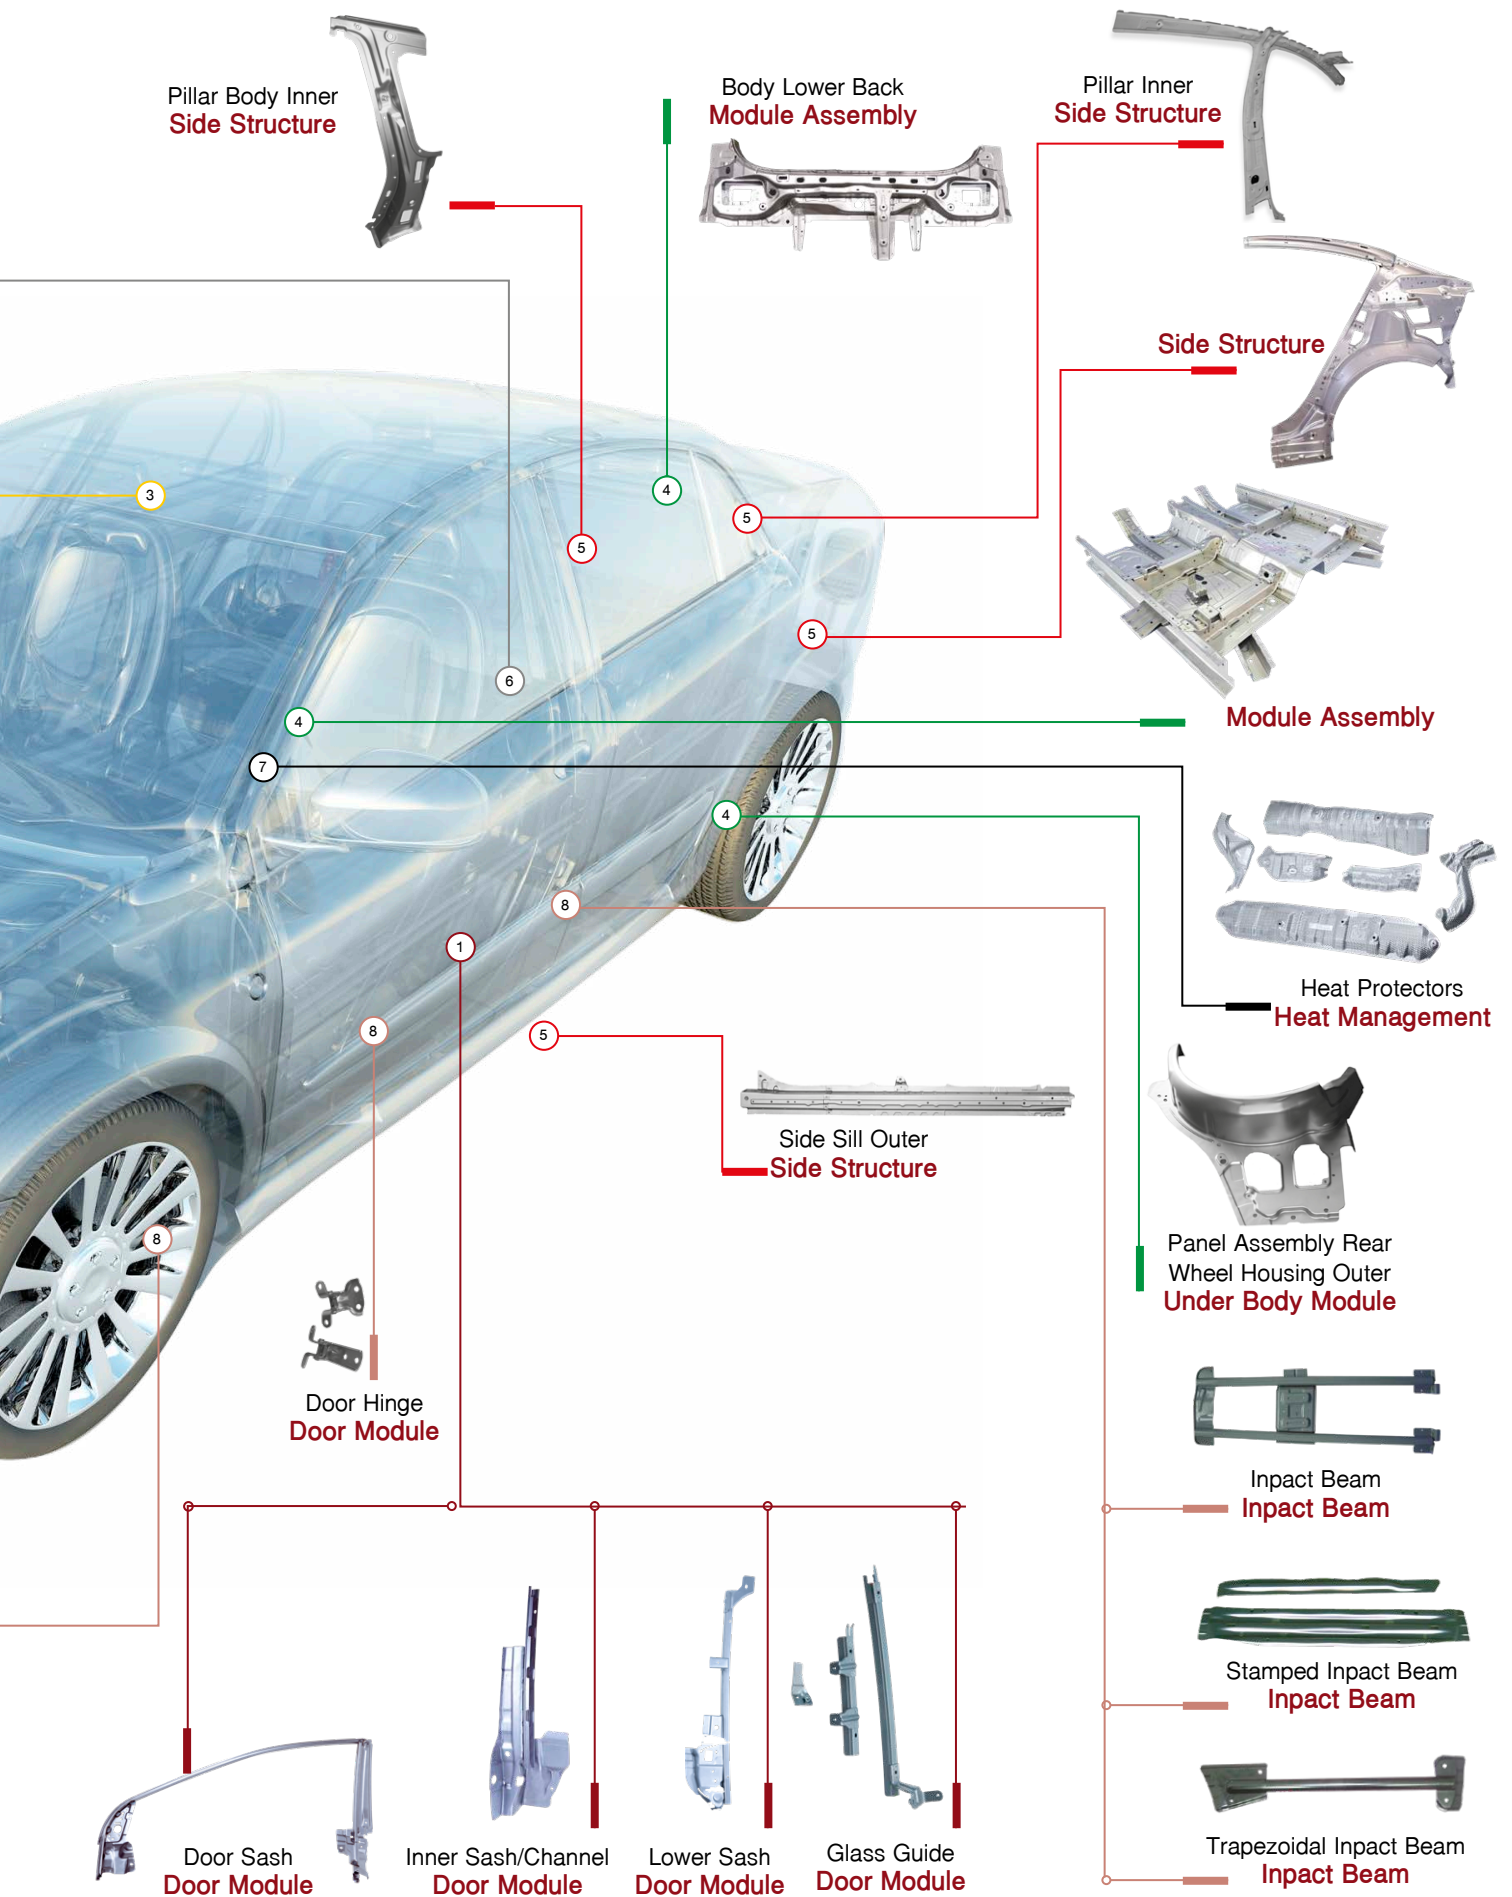 Pillar Body Inner
Side Structure
Body Lower Back
Module Assembly
Pillar Inner
Side Structure
Side Structure
3
4
5
5
5
6
4
Module Assembly
7
4
8
1
8
5
8
Heat Protectors
Heat Management
Side Sill Outer
Side Structure
Panel Assembly Rear
Wheel Housing Outer
Under Body Module
Door Hinge
Door Module
Inpact Beam
Inpact Beam
Stamped Inpact Beam
Inpact Beam
Trapezoidal Inpact Beam
Inpact Beam
Door Sash
Door Module
Inner Sash/Channel
Door Module
Lower Sash
Door Module
Glass Guide
Door Module